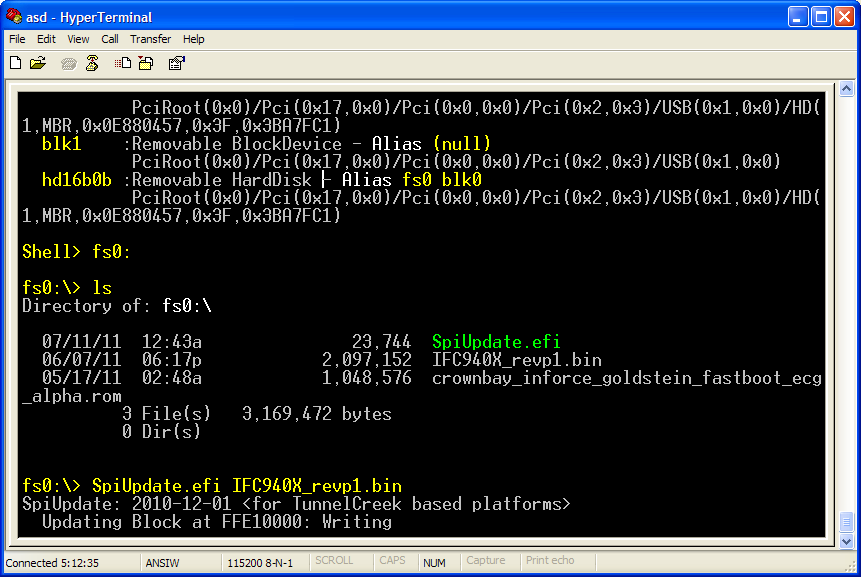 asd - HyperTerminal
File Edit View Call Transfer Help
PciRoot(0x0)/Pci(0x17,0x0)/Pci(0x0,0x0)/Pci(0x2,0x3)/USB(0x1,0x0)/HD(
1,MBR,0x0E880457,0x3F,0x3BA7FC1)
blk1 :Removable BlockDevice - Alias (null)
PciRoot(0x0)/Pci(0x17,0x0)/Pci(0x0,0x0)/Pci(0x2,0x3)/USB(0x1,0x0)
hd16b0b :Removable HardDisk - Alias fs0 blk0
PciRoot(0x0)/Pci(0x17,0x0)/Pci(0x0,0x0)/Pci(0x2,0x3)/USB(0x1,0x0)/HD(
1,MBR,0x0E880457,0x3F,0x3BA7FC1)
Shell> fs0:
fs0:\> ls
Directory of: fs0:\
07/11/11 12:43a 23,744 SpiUpdate.efi
06/07/11 06:17p 2,097,152 IFC940X_revp1.bin
05/17/11 02:48a 1,048,576 crownbay_inforce_goldstein_fastboot_ecg
_alpha.rom
3 File(s) 3,169,472 bytes
0 Dir(s)
fs0:\> SpiUpdate.efi IFC940X_revp1.bin
SpiUpdate: 2010-12-01 <for TunnelCreek based platforms>
Updating Block at FFE10000: Writing
Connected 5:12:35 ANSIW 115200 8-N-1 SCROLL CAPS NUM Capture Print echo